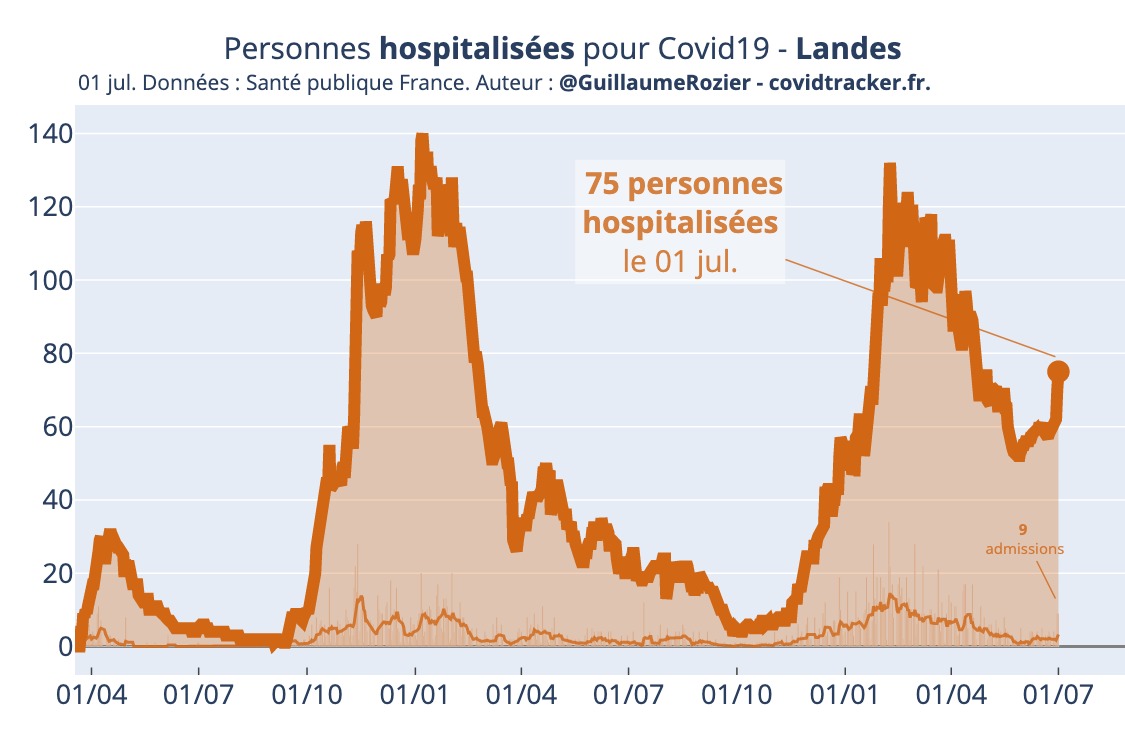 Personnes hospitalisées pour Covid19 - Landes
01 jul. Données : Santé publique France. Auteur : @GuillaumeRozier - covidtracker.fr.
140
120
100
80
60
40
20
0
75 personnes
hospitalisées
le 01 jul.
9
admissions
01/04 01/07 01/10 01/01 01/04 01/07 01/10 01/01 01/04 01/07